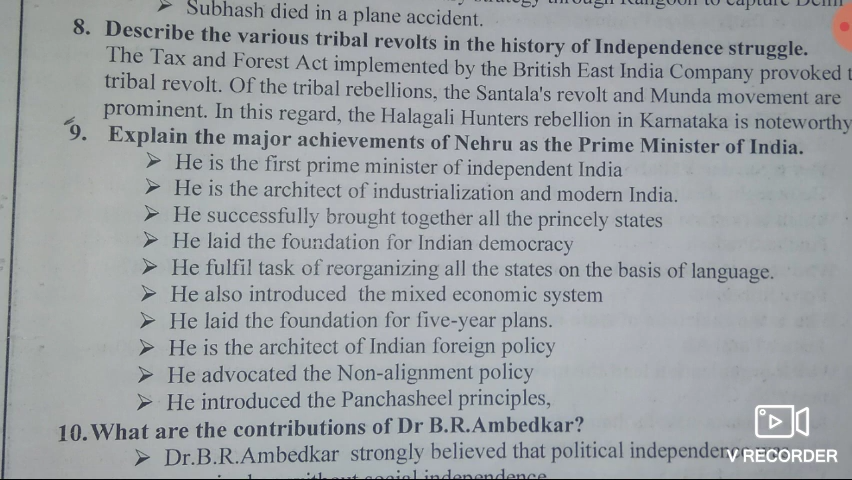 ➤ Subhash died in a plane accident.
8. Describe the various tribal revolts in the history of Independence struggle.
The Tax and Forest Act implemented by the British East India Company provoked t
tribal revolt. Of the tribal rebellions, the Santala's revolt and Munda movement are
prominent. In this regard, the Halagali Hunters rebellion in Karnataka is noteworthy
9. Explain the major achievements of Nehru as the Prime Minister of India.
➤ He is the first prime minister of independent India
➤ He is the architect of industrialization and modern India.
➤ He successfully brought together all the princely states
➤ He laid the foundation for Indian democracy
➤ He fulfil task of reorganizing all the states on the basis of language.
➤ He also introduced the mixed economic system
➤ He laid the foundation for five-year plans.
➤ He is the architect of Indian foreign policy
➤ He advocated the Non-alignment policy
➤ He introduced the Panchasheel principles,
10. What are the contributions of Dr B.R.Ambedkar?
➤ Dr.B.R.Ambedkar strongly believed that political independen
V RECORDER